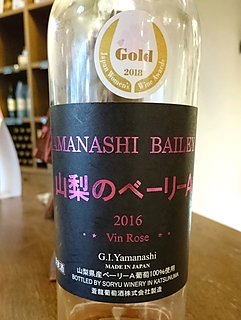 Gold
2018
Japan Women's Wine Awards
AMANASHI BAILEY
山梨のベーリーA
2016
Vin Rose
G.I.Yamanashi
MADE IN JAPAN
山梨県産ベーリーA葡萄100%使用
BOTTLED BY SORYU WINERY IN KATSUNUMA
蒼龍葡萄酒株式会社製造